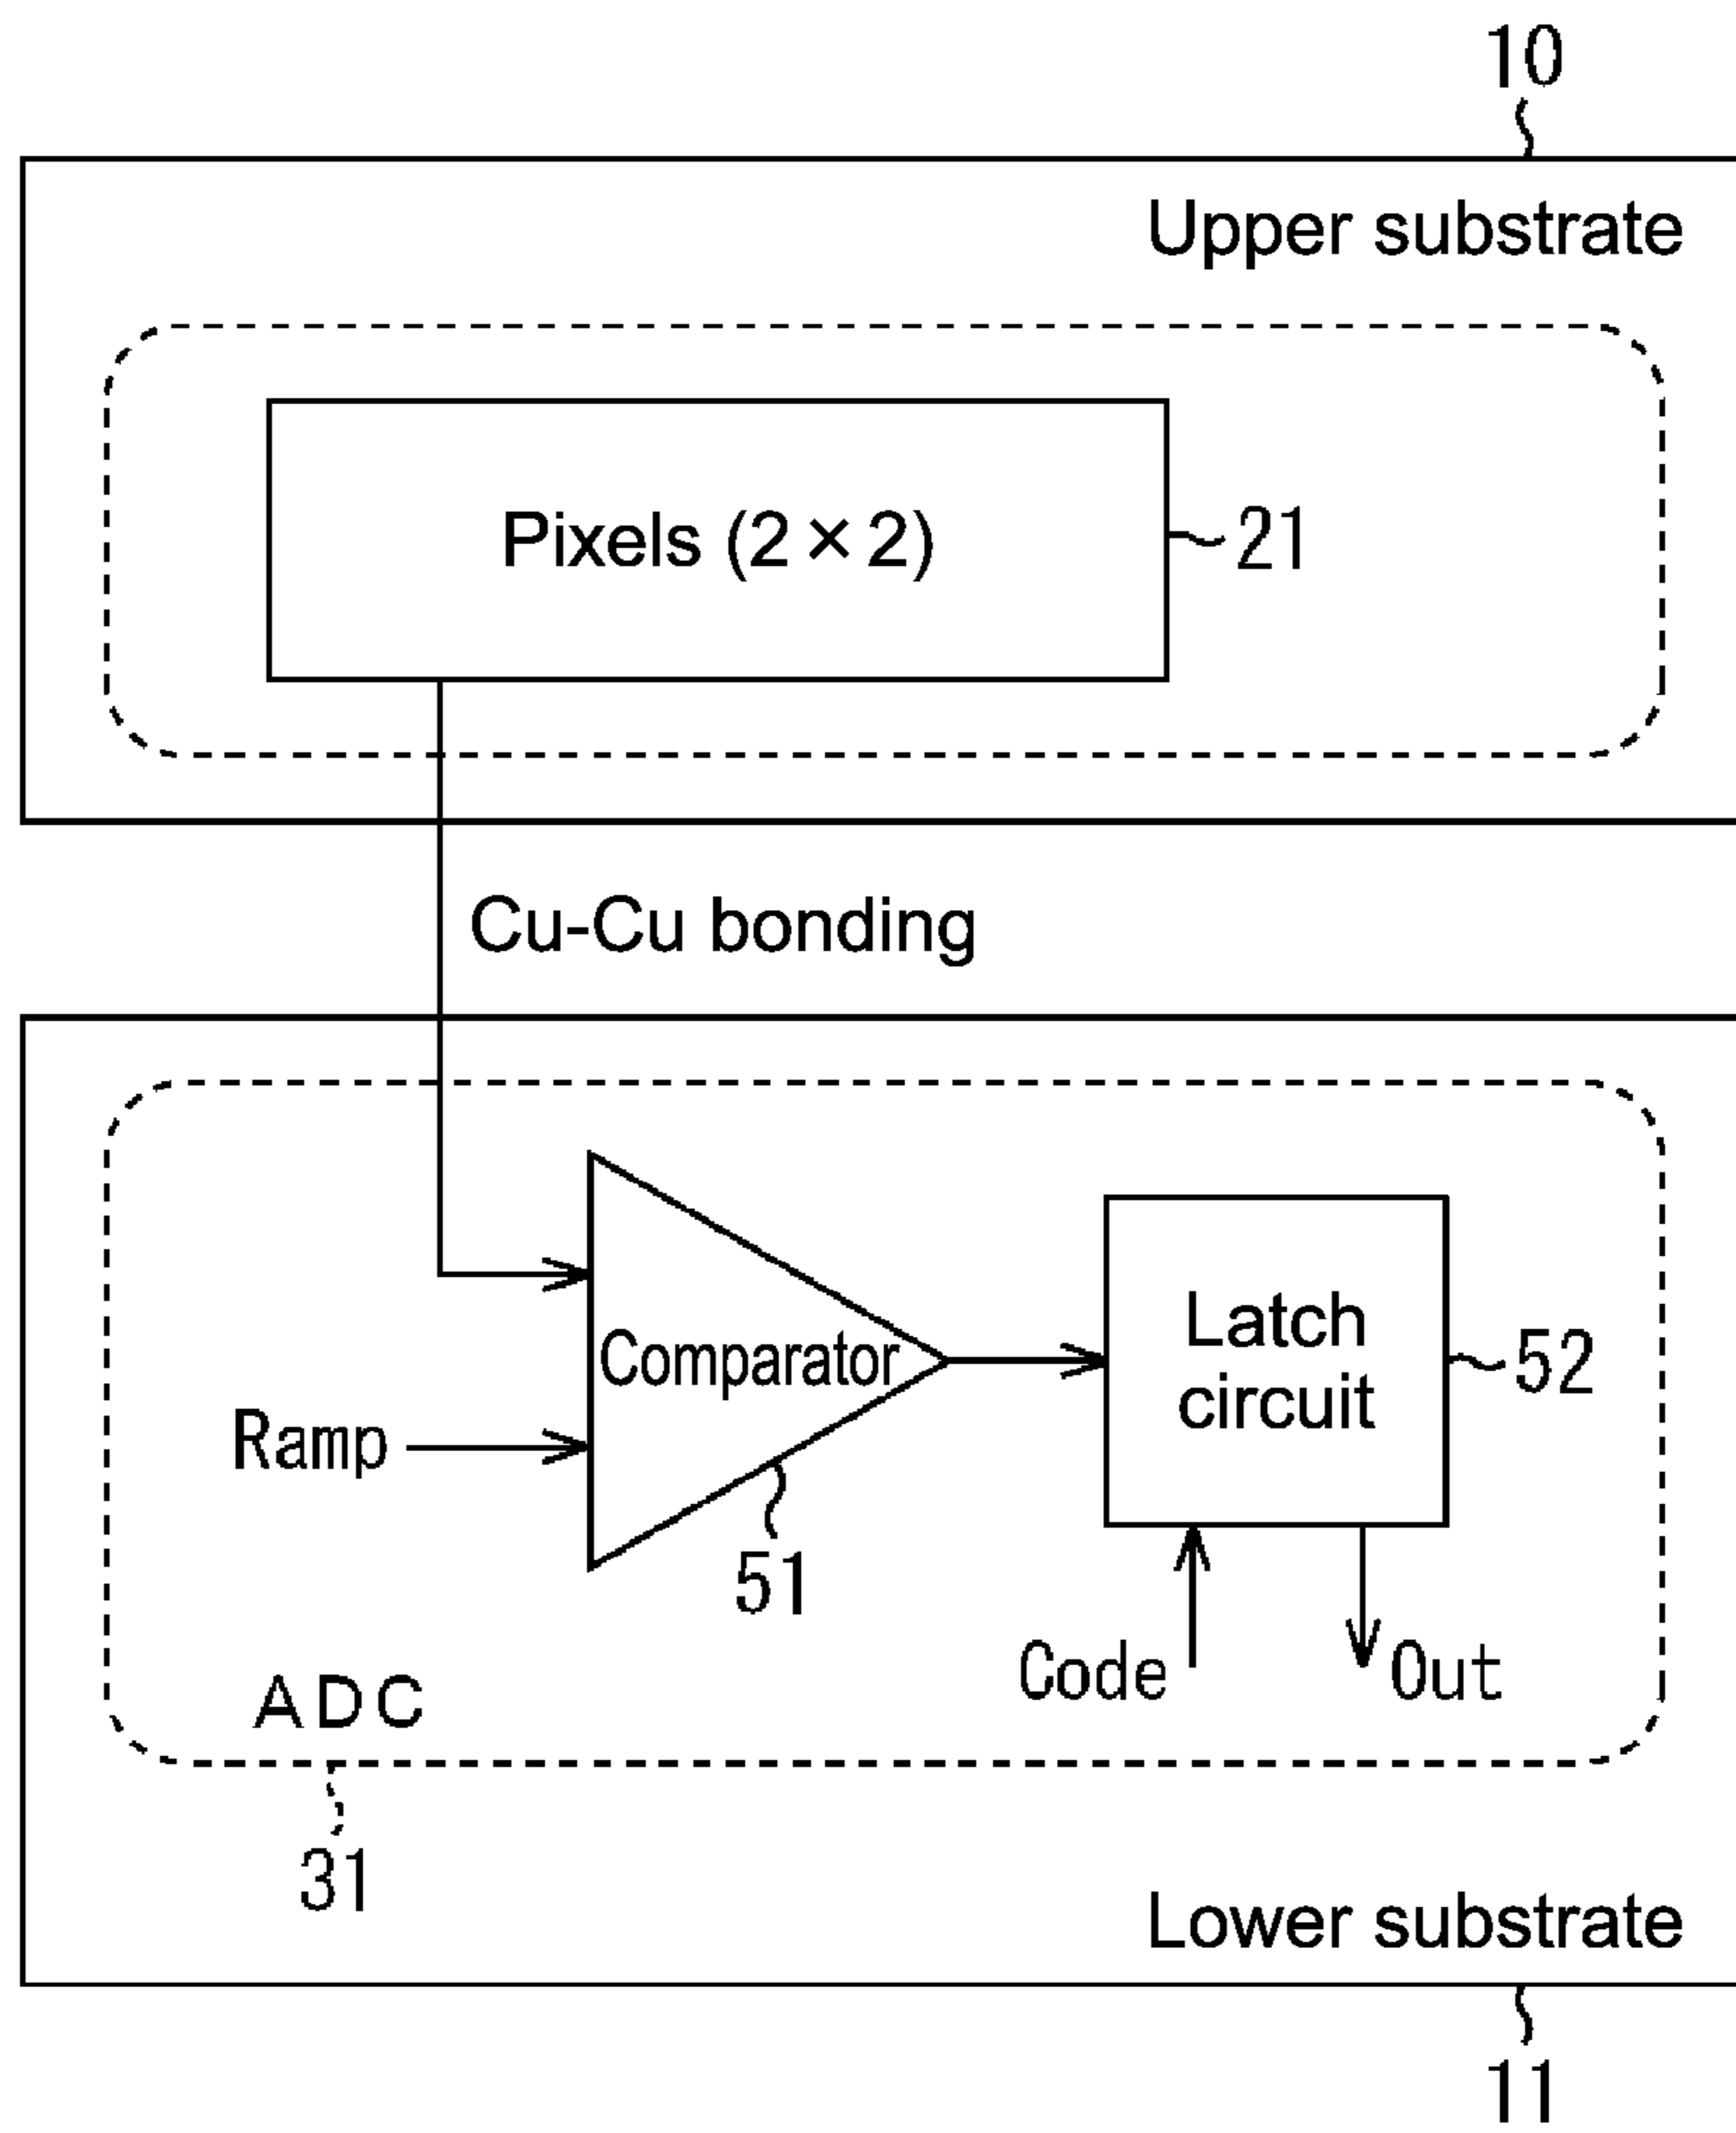 10
Upper substrate
Pixels (2×2)
21
Cu-Cu bonding
Comparator
Latch
circuit
52
Ramp
51
Code
Out
ADC
31
Lower substrate
11